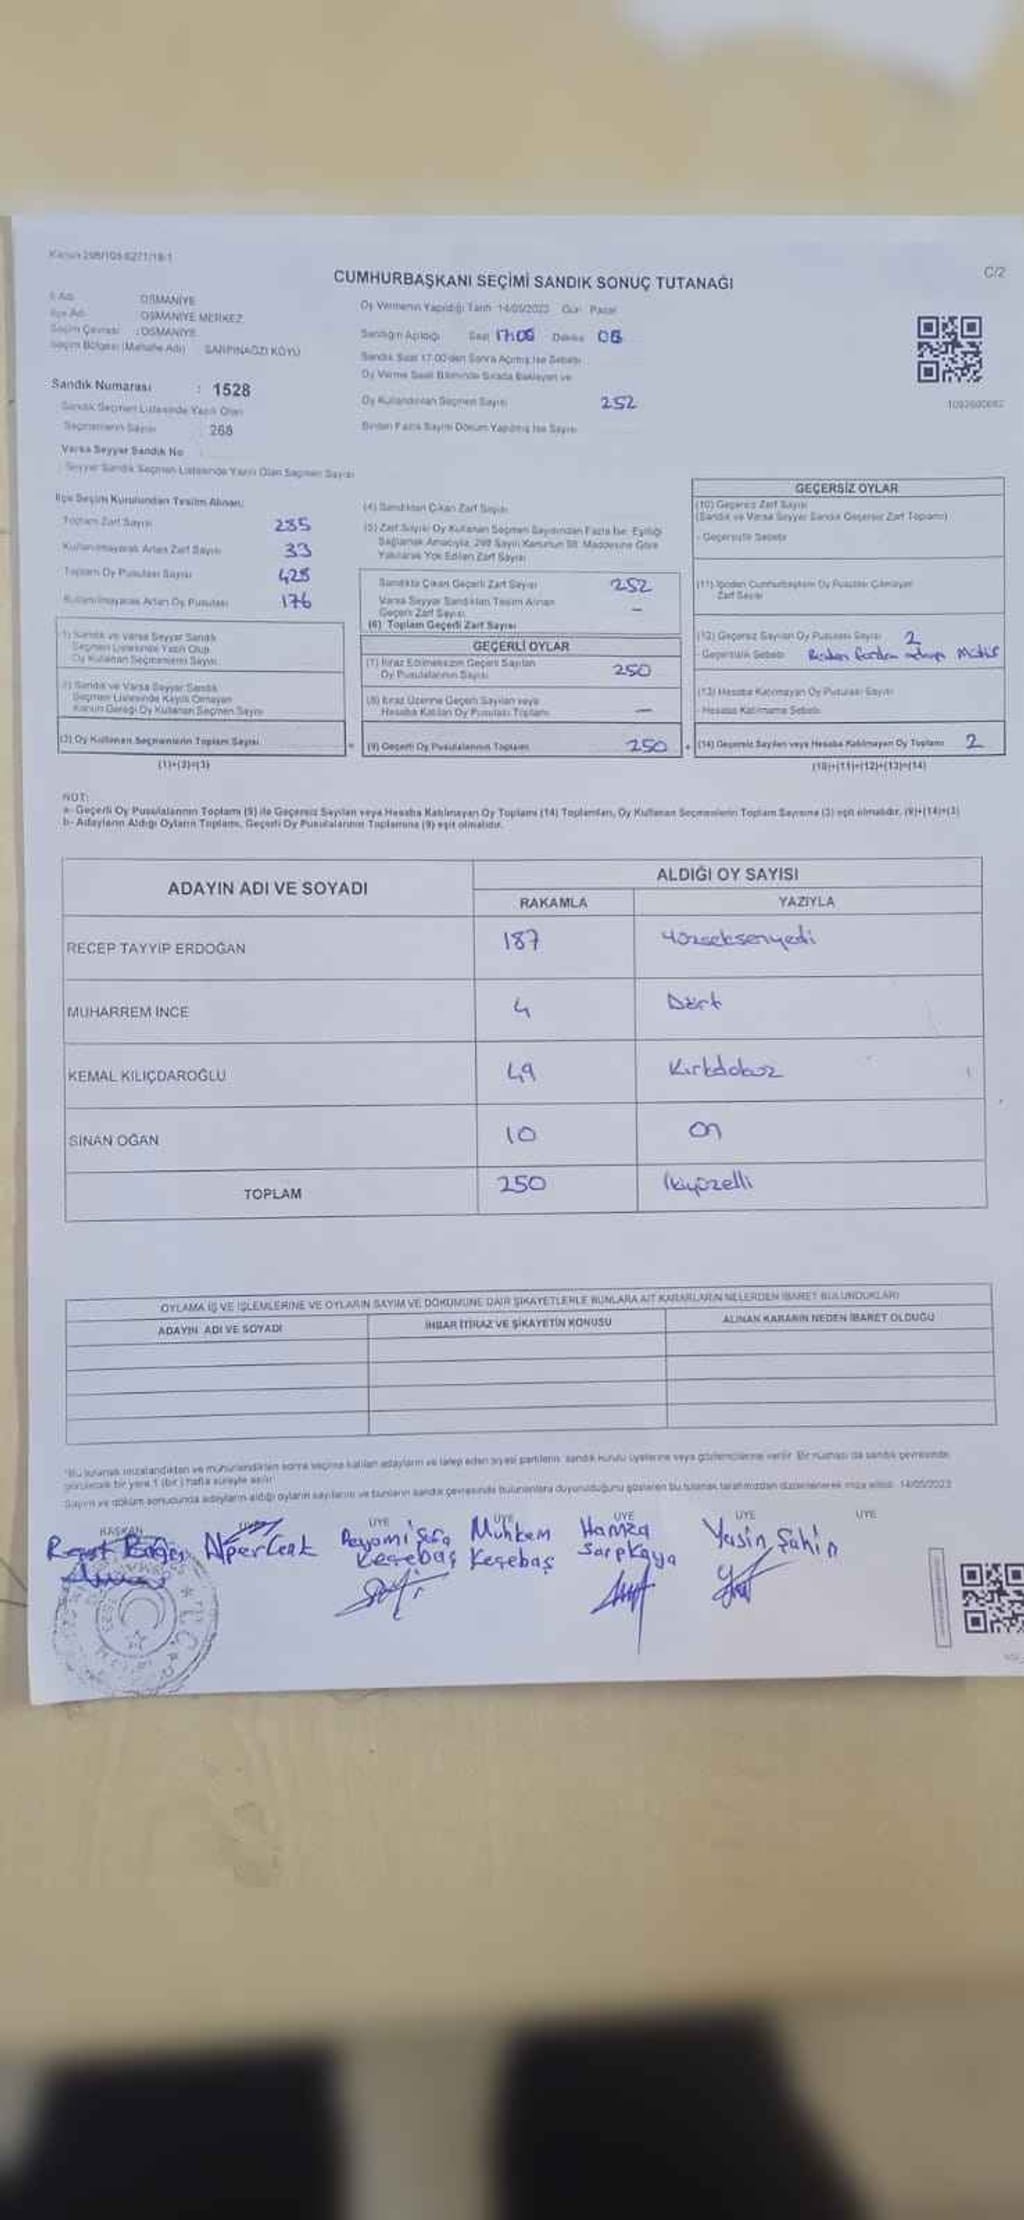 Kanun 298/105-6271/18-1
CUMHURBAŞKANI SEÇİMİ SANDIK SONUÇ TUTANAĞI
C/2
İl Adı OSMANİYE
İlçe Adı OSMANİYE MERKEZ
Seçim Çevresi : OSMANİYE
Seçim Bölgesi (Mahalle Adı) SARPINAĞZI KÖYÜ
Oy Vermenin Yapıldığı Tarih 14/05/2023 Gün Pazar
Sandığın Açıldığı Saat 17:06 Dakika 06
Sandık Saat 17.00'den Sonra Açılmış İse Sebebi
Oy Verme Saati Bitiminde Sırada Bekleyen ve
Oy Kullandırılan Seçmen Sayısı 252
Birden Fazla Sayım Döküm Yapılmış İse Sayısı
Sandık Numarası : 1528
Sandık Seçmen Listesinde Yazılı Olan
Seçmenlerin Sayısı 268
Varsa Seyyar Sandık No
Seyyar Sandık Seçmen Listesinde Yazılı Olan Seçmen Sayısı
İlçe Seçim Kurulundan Teslim Alınan:
Toplam Zarf Sayısı 285
Kullanılmayarak Artan Zarf Sayısı 33
Toplam Oy Pusulası Sayısı 428
Kullanılmayarak Artan Oy Pusulası 176
(1) Sandık ve Varsa Seyyar Sandık
Seçmen Listesinde Yazılı Olup
Oy Kullanan Seçmenlerin Sayısı
(2) Sandık ve Varsa Seyyar Sandık
Seçmen Listesinde Kayıtlı Olmayan
Kanun Gereği Oy Kullanan Seçmen Sayısı
(3) Oy Kullanan Seçmenlerin Toplam Sayısı
(1)+(2)=(3)
(4) Sandıktan Çıkan Zarf Sayısı
(5) Zarf Sayısı Oy Kullanan Seçmen Sayısından Fazla İse, Eşitliği
Sağlamak Amacıyla, 298 Sayılı Kanunun 98. Maddesine Göre
Yakılarak Yok Edilen Zarf Sayısı
Sandıkta Çıkan Geçerli Zarf Sayısı 252
Varsa Seyyar Sandıktan Teslim Alınan
Geçerli Zarf Sayısı -
(6) Toplam Geçerli Zarf Sayısı
GEÇERLİ OYLAR
(7) İtiraz Edilmeksizin Geçerli Sayılan
Oy Pusulalarının Sayısı 250
(8) İtiraz Üzerine Geçerli Sayılan veya
Hesaba Katılan Oy Pusulası Toplamı -
(9) Geçerli Oy Pusulalarının Toplamı 250
GEÇERSİZ OYLAR
(10) Geçersiz Zarf Sayısı
(Sandık ve Varsa Seyyar Sandık Geçersiz Zarf Toplamı)
- Geçersizlik Sebebi
(11) İçinden Cumhurbaşkanı Oy Pusulası Çıkmayan
Zarf Sayısı
(12) Geçersiz Sayılan Oy Pusulası Sayısı 2
- Geçersizlik Sebebi Birden fazla
(13) Hesaba Katılmayan Oy Pusulası Sayısı
- Hesaba Katılmama Sebebi
(14) Geçersiz Sayılan veya Hesaba Katılmayan Oy Toplamı 2
(10)+(11)+(12)+(13)=(14)
NOT:
a- Geçerli Oy Pusulalarının Toplamı (9) ile Geçersiz Sayılan veya Hesaba Katılmayan Oy Toplamı (14) Toplamları, Oy Kullanan Seçmenlerin Toplam Sayısına (3) eşit olmalıdır. (9)+(14)=(3)
b- Adayların Aldığı Oyların Toplamı, Geçerli Oy Pusulalarının Toplamına (9) eşit olmalıdır.
ADAYIN ADI VE SOYADI
ALDIĞI OY SAYISI
RAKAMLA YAZIYLA
RECEP TAYYİP ERDOĞAN 187 Yüzseksenyedi
MUHARREM İNCE 4 Dört
KEMAL KILIÇDAROĞLU 49 Kırkdokuz
SİNAN OĞAN 10 On
TOPLAM 250 İkiyüzelli
OYLAMA İŞ VE İŞLEMLERİNE VE OYLARIN SAYIM VE DÖKÜMÜNE DAİR ŞİKAYETLERLE BUNLARA AİT KARARLARIN NELERDEN İBARET BULUNDUKLARI
ADAYIN ADI VE SOYADI İHBAR İTİRAZ VE ŞİKAYETİN KONUSU ALINAN KARARIN NEDEN İBARET OLDUĞU
*Bu tutanak imzalandıktan ve mühürlendikten sonra seçime katılan adayların ve talep eden siyasi partilerin sandık kurulu üyelerine veya gözlemcilerine verilir. Bir nüshası da sandık çevresinde
görülecek bir yere 1 (bir) hafta süreyle asılır.
Sayım ve döküm sonucunda adayların aldığı oyların sayılarını ve bunların sandık çevresinde bulunanlara duyurulduğunu gösteren bu tutanak tarafımızdan düzenlenerek imza edildi. 14/05/2023
BAŞKAN ÜYE ÜYE ÜYE ÜYE ÜYE ÜYE
Alper Cenk
Peyami Sefa Keçebaş
Muhkem Keçebaş
Hamza Sarpkaya
Yasin Şahin